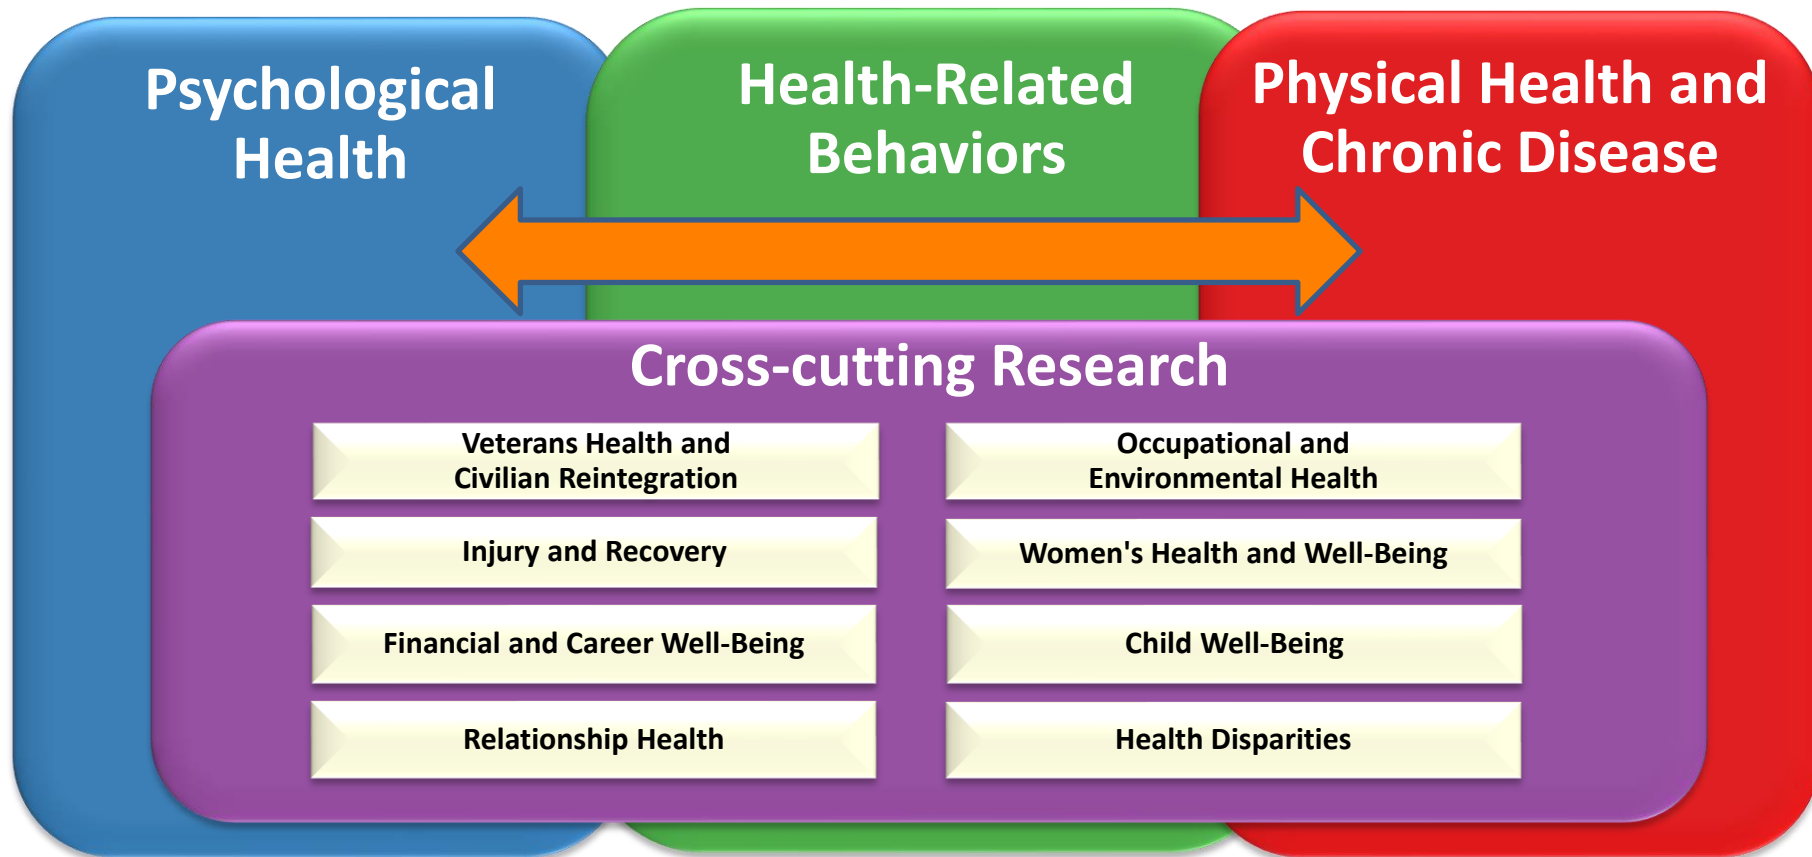 Psychological
Health
Health-Related
Behaviors
Physical Health and
Chronic Disease
Cross-cutting Research
Veterans Health and
Civilian Reintegration
Occupational and
Environmental Health
Injury and Recovery
Women's Health and Well-Being
Financial and Career Well-Being
Child Well-Being
Relationship Health
Health Disparities